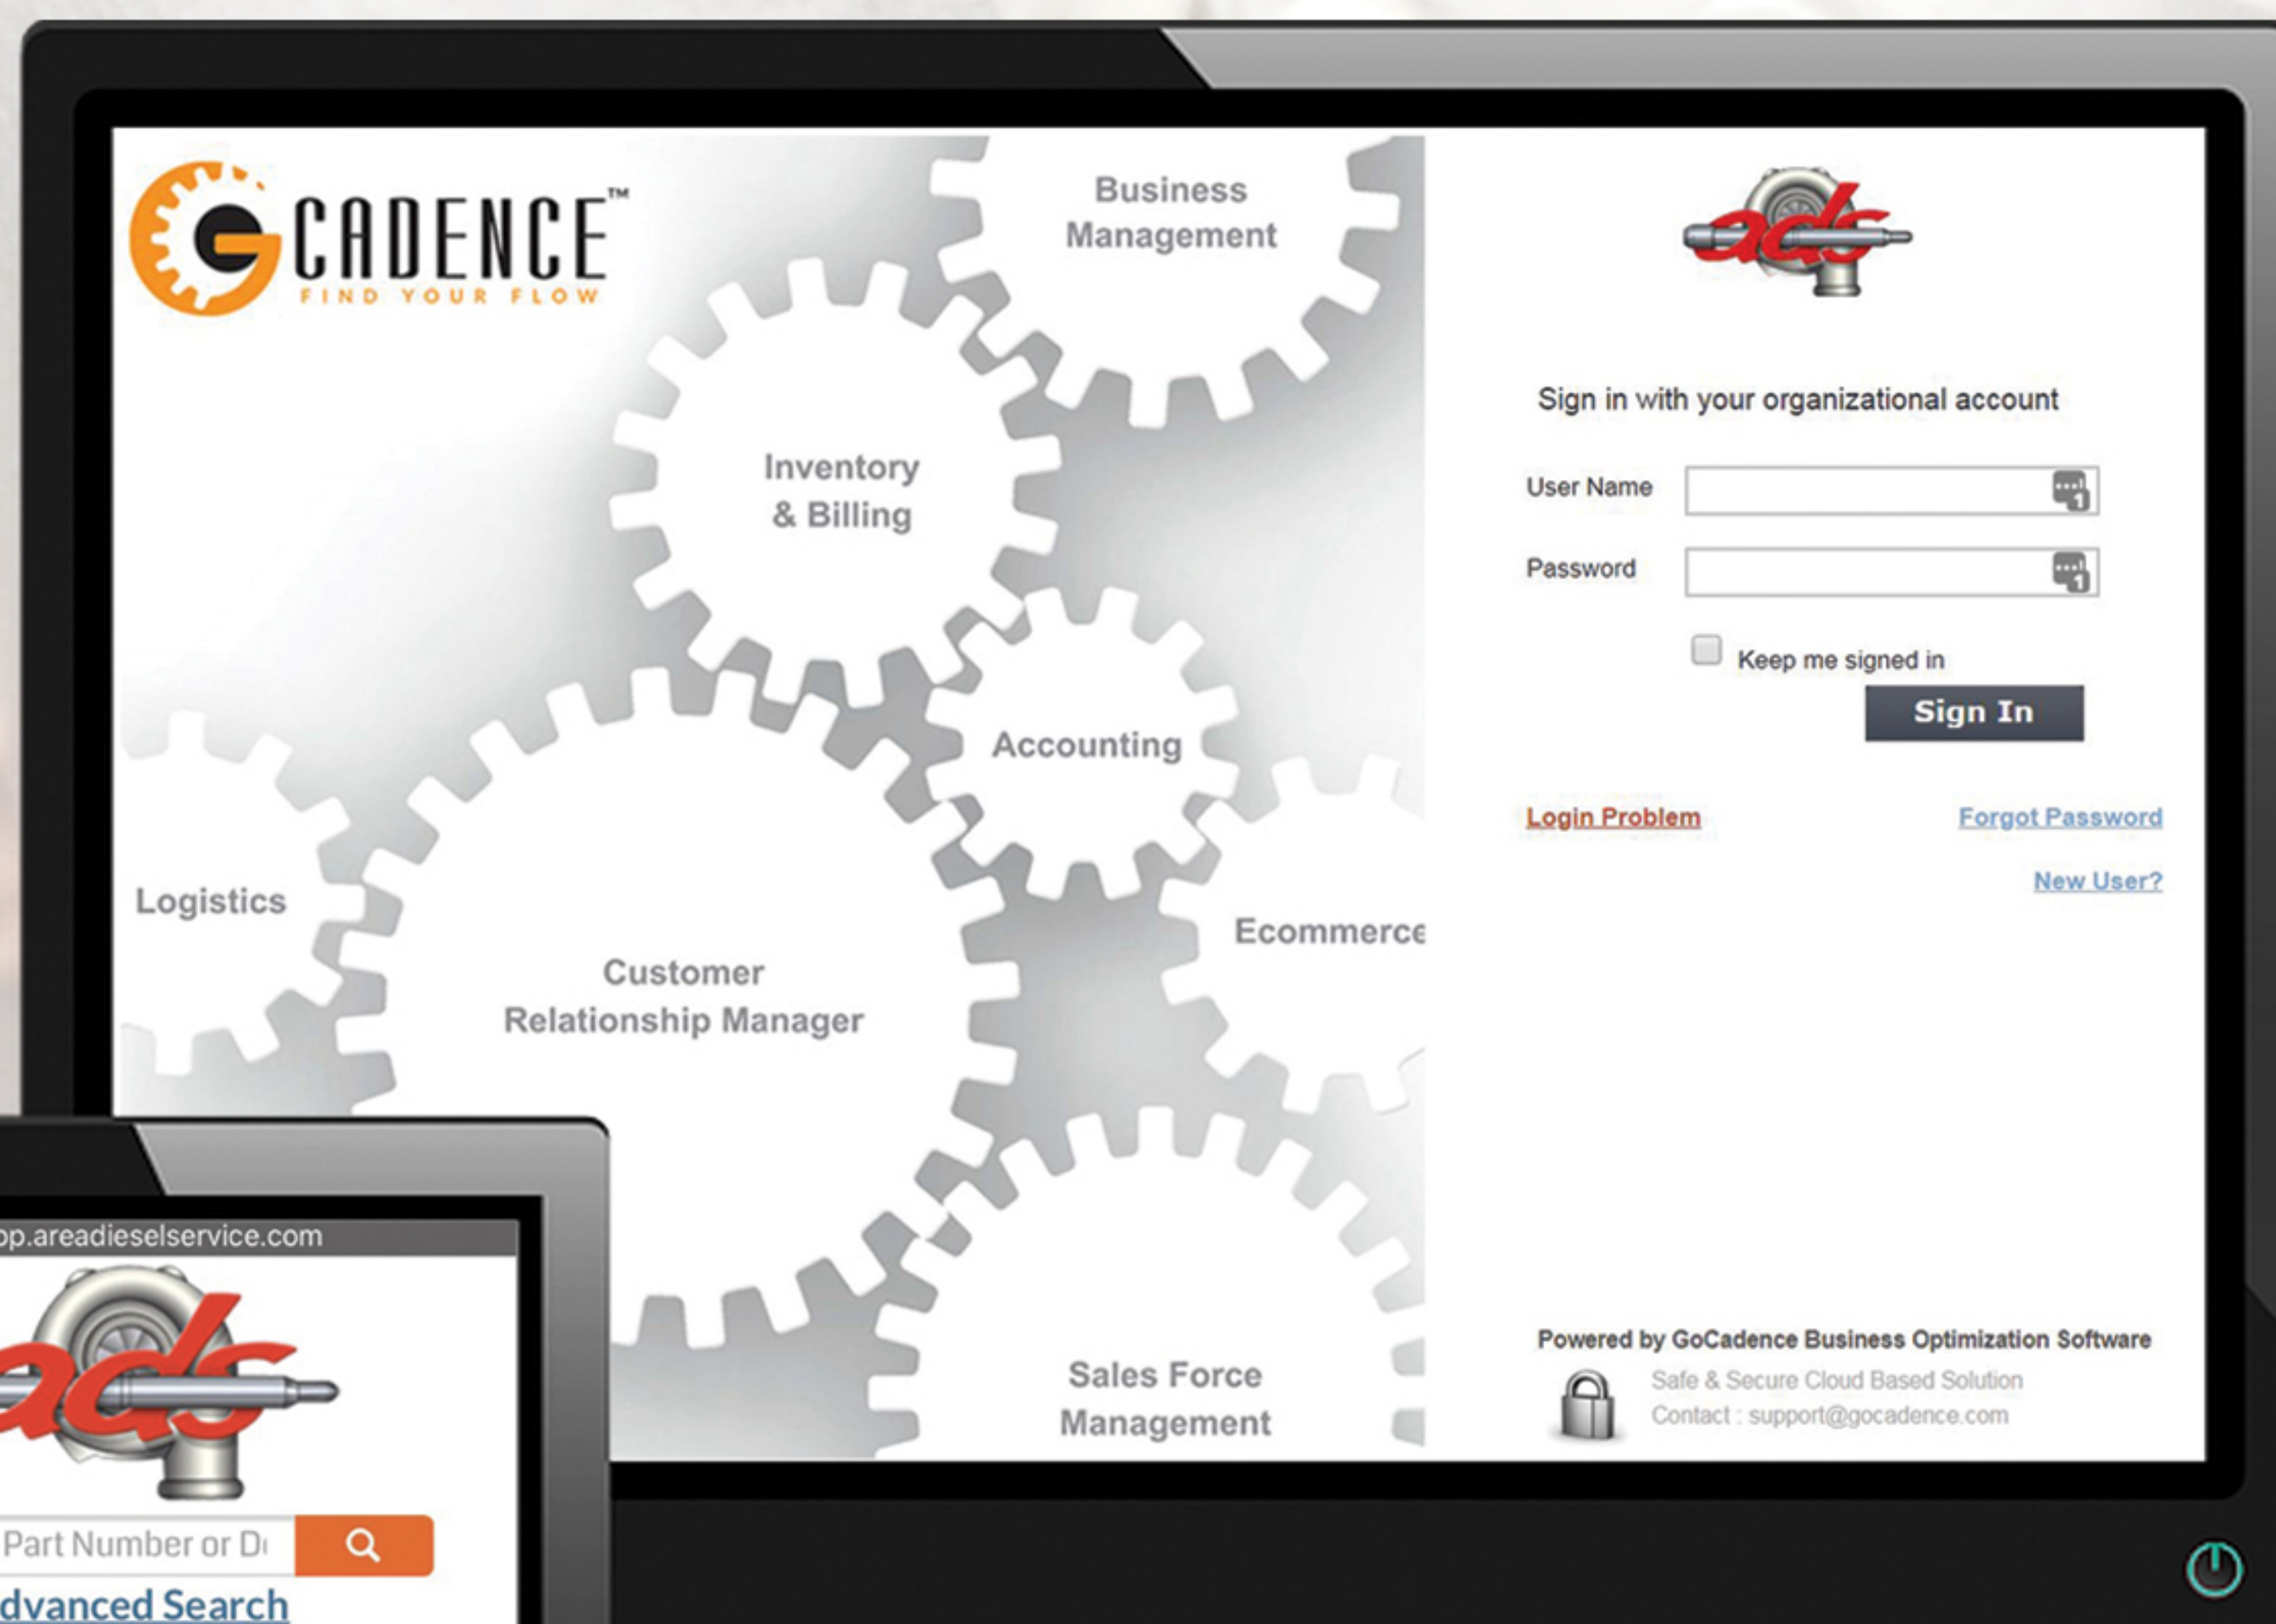 CADENCE™
FIND YOUR FLOW
Business
Management
Inventory
& Billing
Accounting
Logistics
Ecommerce
Customer
Relationship Manager
Sales Force
Management
ads
Sign in with your organizational account
User Name
Password
Keep me signed in
Sign In
Login Problem
Forgot Password
New User?
Powered by GoCadence Business Optimization Software
Safe & Secure Cloud Based Solution
Contact : support@gocadence.com
op.areadieselservice.com
ads
Part Number or D
dvanced Search